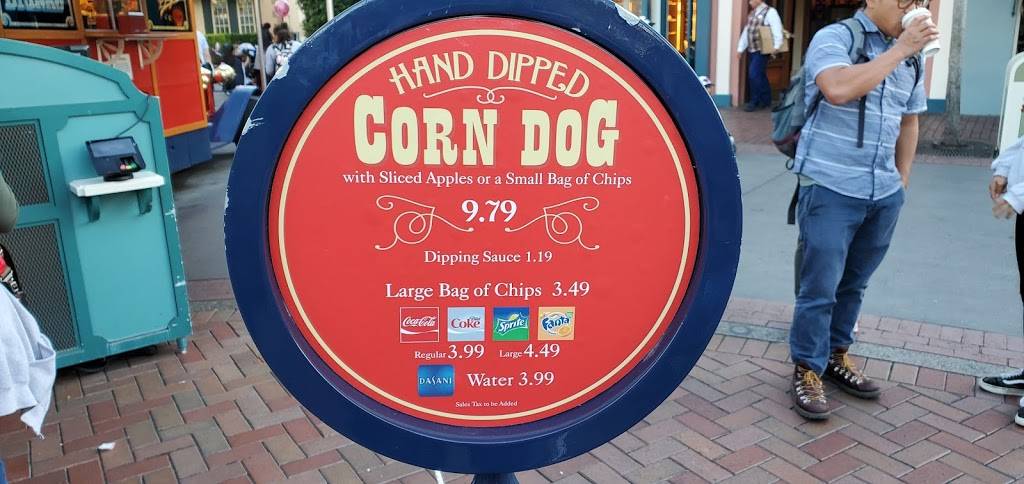 HAND DIPPED
CORN DOG
with Sliced Apples or a Small Bag of Chips
9.79
Dipping Sauce 1.19
Large Bag of Chips 3.49
Coca-Cola Diet Coke Sprite Fanta
Regular 3.99 Large 4.49
DASANI Water 3.99
Sales Tax to be Added